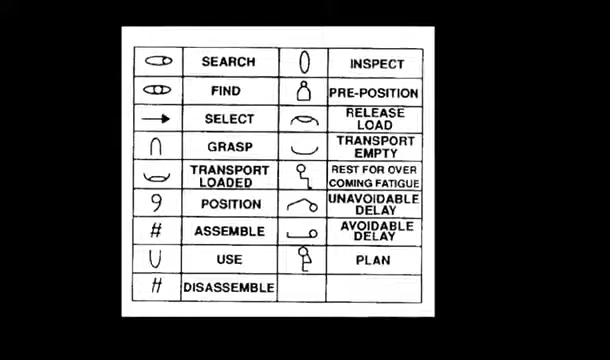 SEARCH
INSPECT
FIND
PRE-POSITION
SELECT
RELEASE
LOAD
GRASP
TRANSPORT
EMPTY
TRANSPORT
LOADED
REST FOR OVER
COMING FATIGUE
POSITION
UNAVOIDABLE
DELAY
ASSEMBLE
AVOIDABLE
DELAY
USE
PLAN
DISASSEMBLE